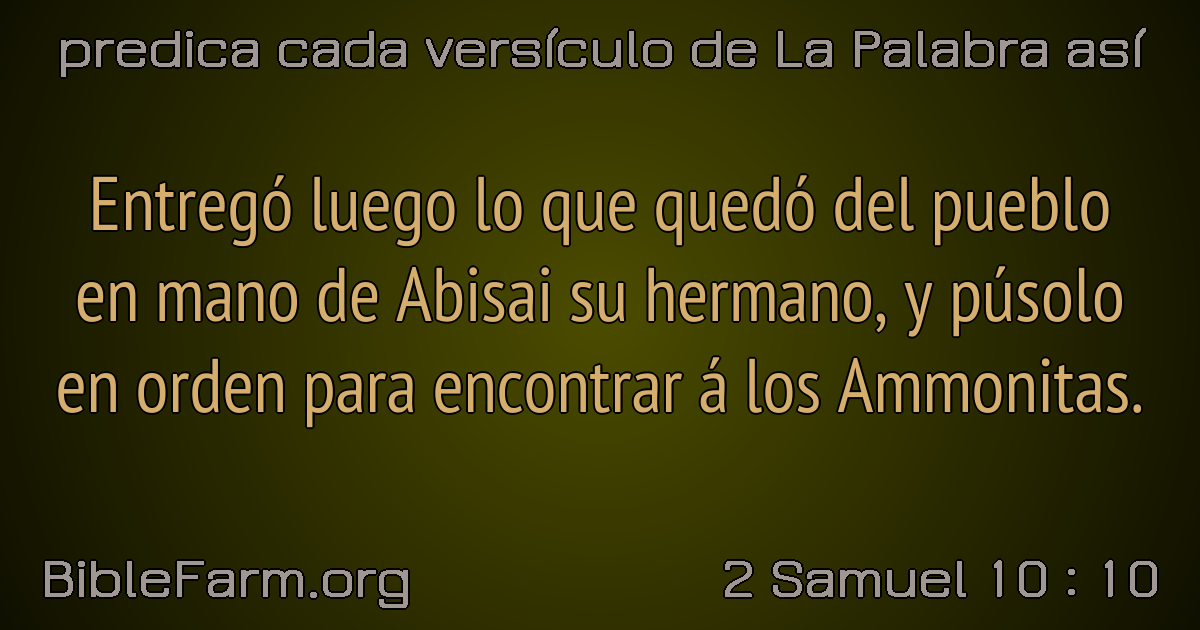 predica cada versículo de La Palabra así
Entregó luego lo que quedó del pueblo
en mano de Abisai su hermano, y púsolo
en orden para encontrar á los Ammonitas.
BibleFarm.org
2 Samuel 10 : 10